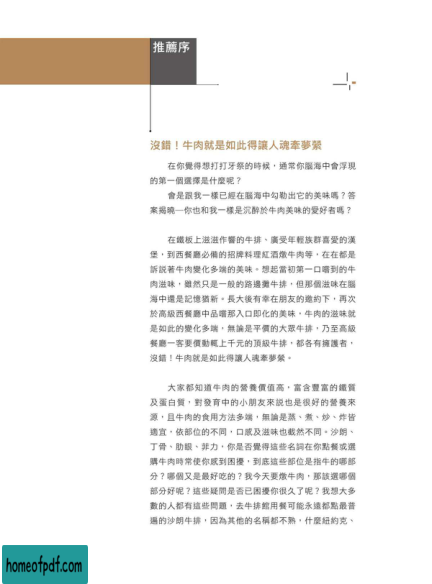 推薦序
沒錯！牛肉就是如此得讓人魂牽夢縈
在你覺得想打打牙祭的時候，通常你腦海中會浮現
的第一個選擇是什麼呢？
會是跟我一樣已經在腦海中勾勒出它的美味嗎？答
案揭曉─你也和我一樣是沉醉於牛肉美味的愛好者嗎？
在鐵板上滋滋作響的牛排、廣受年輕族群喜愛的漢
堡，到西餐廳必備的招牌料理紅酒燉牛肉等，在在都是
訴說著牛肉變化多端的美味。想起當初第一口嚐到的牛
肉滋味，雖然只是一般的路邊攤牛排，但那個滋味在腦
海中還是記憶猶新。長大後有幸在朋友的邀約下，再次
於高級西餐廳中品嚐那入口即化的美味，牛肉的滋味就
是如此的變化多端，無論是平價的大眾牛排，乃至高級
餐廳一客要價動輒上千元的頂級牛排，都各有擁護者，
沒錯！牛肉就是如此得讓人魂牽夢縈。
大家都知道牛肉的營養價值高，富含豐富的鐵質
及蛋白質，對發育中的小朋友來説也是很好的營養來
源，且牛肉的食用方法多端，無論是蒸、煮、炒、炸皆
適宜，依部位的不同，口感及滋味也截然不同。沙朗、
丁骨、肋眼、菲力，你是否覺得這些名詞在你點餐或選
購牛肉時常使你感到困擾，到底這些部位是指牛的哪部
分？哪個又是最好吃的？我今天要燉牛肉，那該選哪個
部分好呢？這些疑問是否已困擾你很久了呢？我想大多
數的人都有這些問題，去牛排館用餐可能永遠都點最普
遍的沙朗牛排，因為其他的名稱都不熟，什麼紐約克、
homeofpdf.com